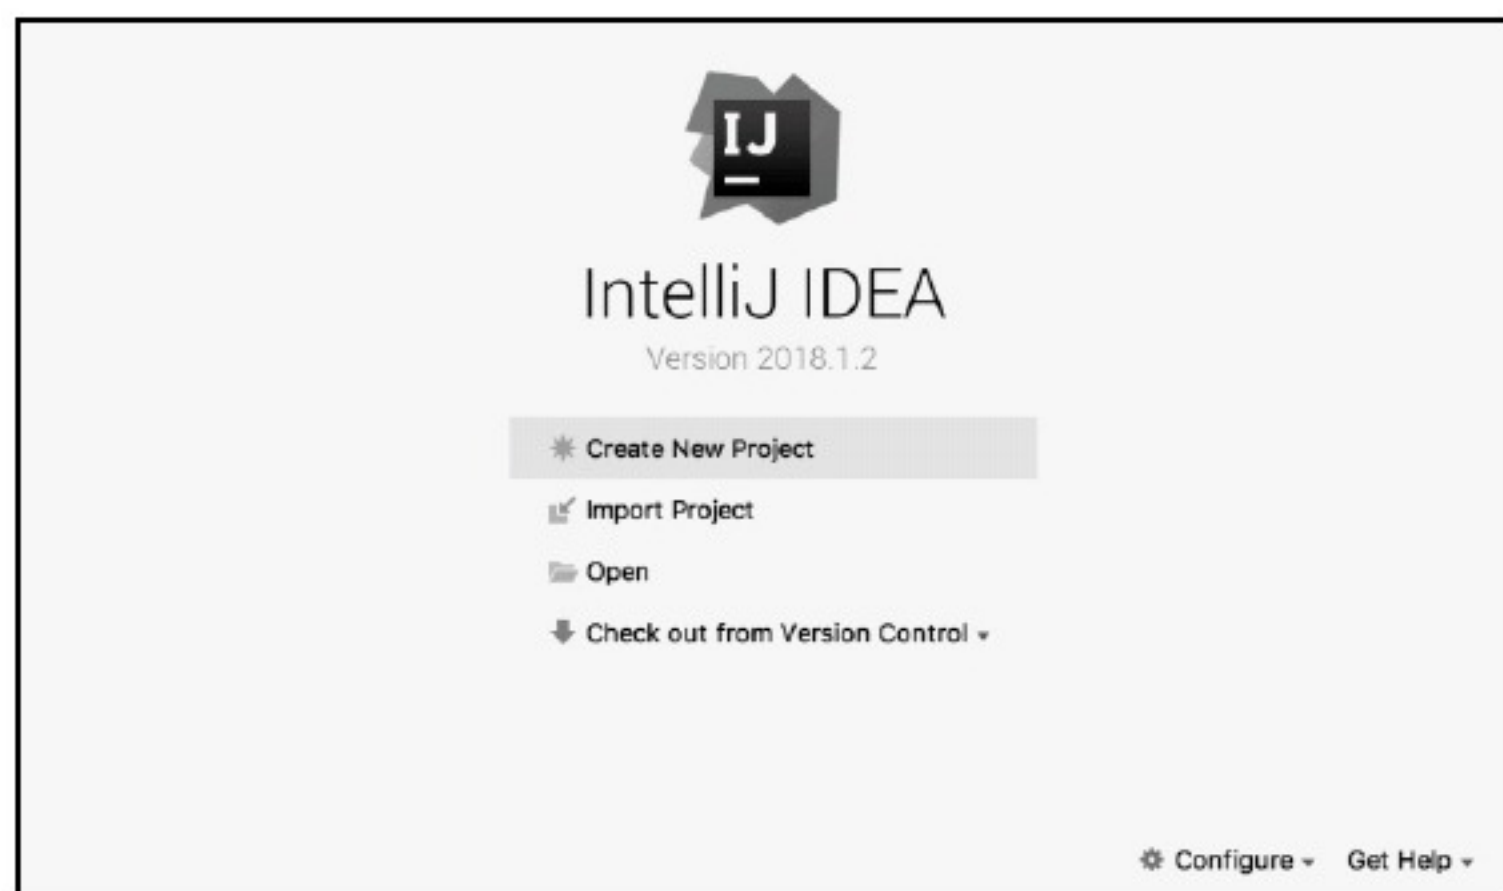 IJ
IntelliJ IDEA
Version 2018.1.2
Create New Project
Import Project
Open
Check out from Version Control
Configure
Get Help